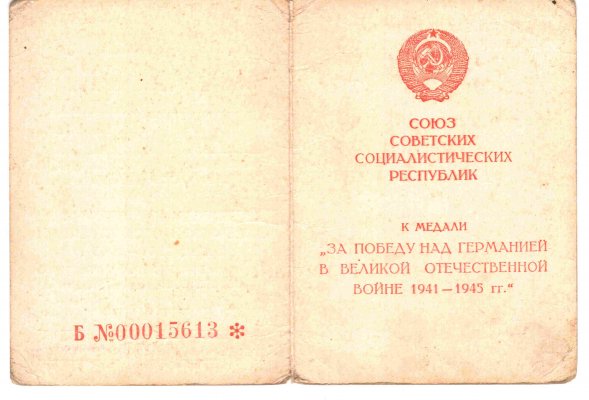 Б №00015613 *
СОЮЗ
СОВЕТСКИХ
СОЦИАЛИСТИЧЕСКИХ
РЕСПУБЛИК
К МЕДАЛИ
„ЗА ПОБЕДУ НАД ГЕРМАНИЕЙ
В ВЕЛИКОЙ ОТЕЧЕСТВЕННОЙ
ВОЙНЕ 1941—1945 гг.“